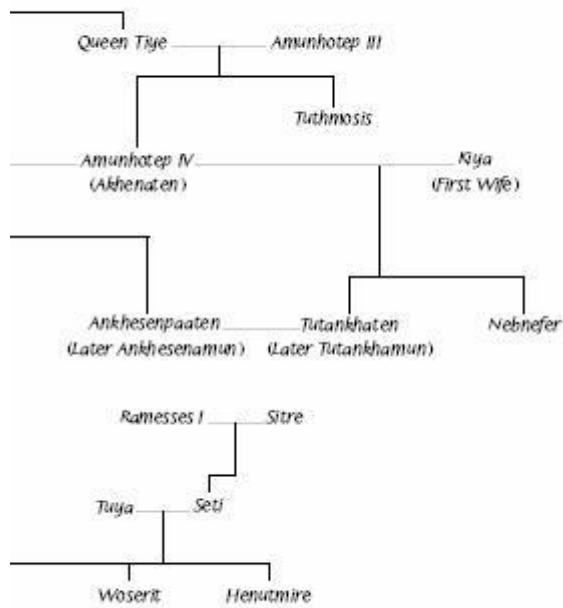 Queen Tiye Amunhotep III
Tuthmosis
Amunhotep IV Kiya
(Akhenaten) (First Wife)
Ankhesenpaaten Tutankhaten Nebnefer
(Later Ankhesenamun) (Later Tutankhamun)
Ramesses I Sitre
Tuya Seti
Woserit Henutmire